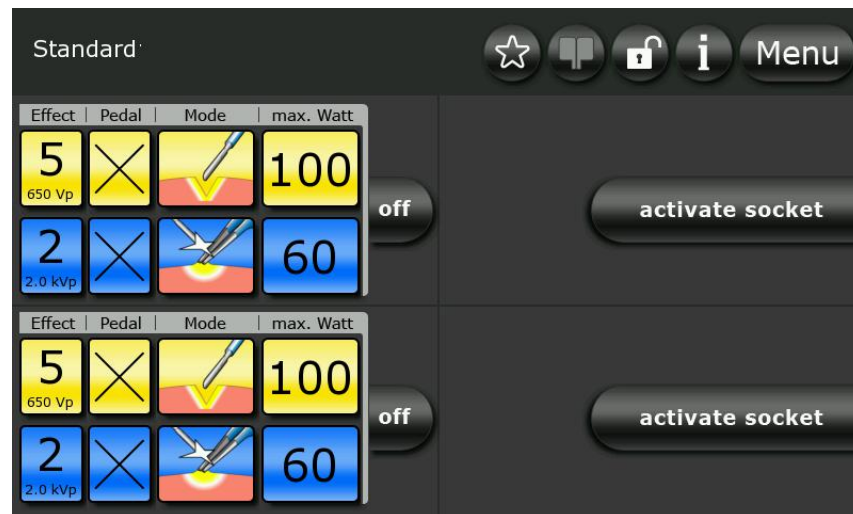 Standard
i Menu
Effect | Pedal | Mode | max. Watt
5 650 Vp 100
off activate socket
2 2.0 kVp 60
Effect | Pedal | Mode | max. Watt
5 650 Vp 100
off activate socket
2 2.0 kVp 60